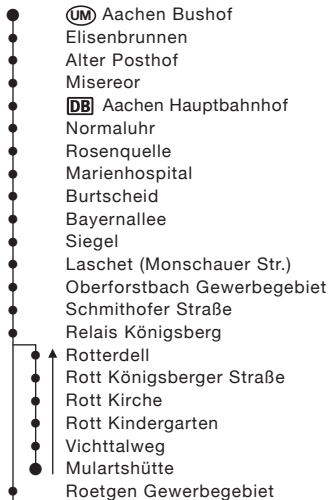 UM Aachen Bushof
Elisenbrunnen
Alter Posthof
Misereor
DB Aachen Hauptbahnhof
Normaluhr
Rosenquelle
Marienhospital
Burtscheid
Bayernallee
Siegel
Laschet (Monschauer Str.)
Oberforstbach Gewerbegebiet
Schmithofer Straße
Relais Königsberg
Rotterdell
Rott Königsberger Straße
Rott Kirche
Rott Kindergarten
Vichttalweg
Mulartshütte
Roetgen Gewerbegebiet